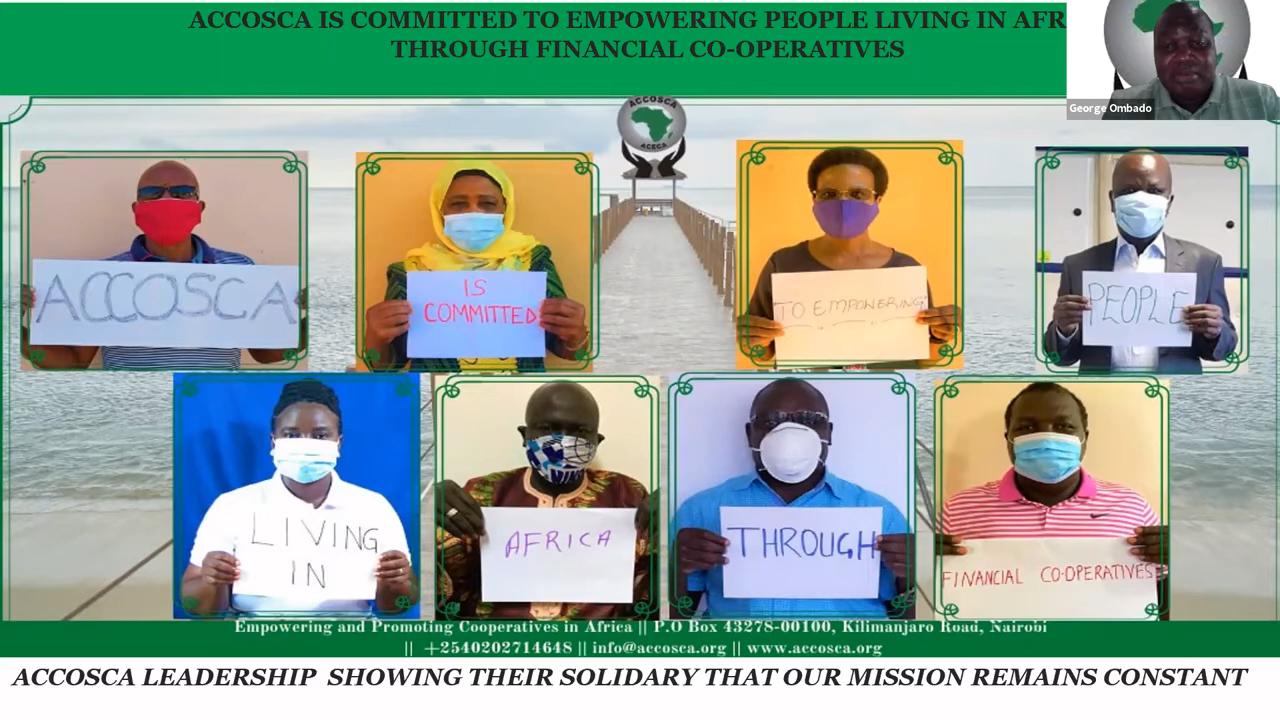 ACCOSCA IS COMMITTED TO EMPOWERING PEOPLE LIVING IN AFR
THROUGH FINANCIAL CO-OPERATIVES
George Ombado
ACCOSCA
ACECA
ACCOSCA
IS
COMMITTED
TO EMPOWERING
PEOPLE
LIVING
IN
AFRICA
THROUGH
FINANCIAL CO-OPERATIVES
Empowering and Promoting Cooperatives in Africa || P.O Box 43278-00100, Kilimanjaro Road, Nairobi
|| +2540202714648 || info@accosca.org || www.accosca.org
ACCOSCA LEADERSHIP SHOWING THEIR SOLIDARY THAT OUR MISSION REMAINS CONSTANT